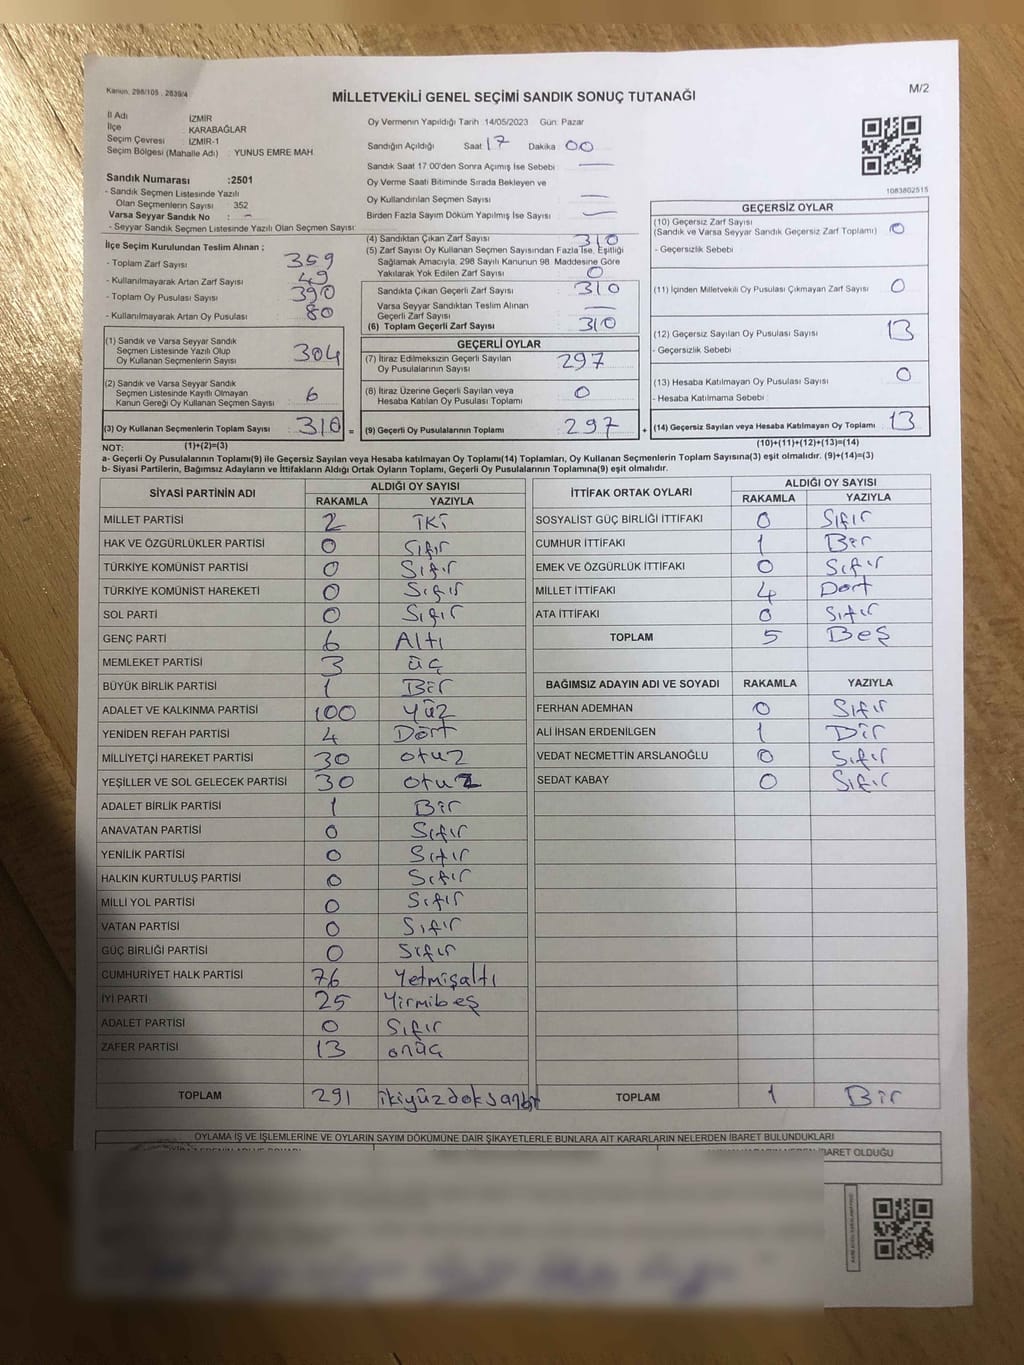 Kanun, 298/105 , 2839/4
MİLLETVEKİLİ GENEL SEÇİMİ SANDIK SONUÇ TUTANAĞI
M/2
İl Adı : İZMİR
İlçe : KARABAĞLAR
Seçim Çevresi : İZMİR-1
Seçim Bölgesi (Mahalle Adı) : YUNUS EMRE MAH.
Oy Vermenin Yapıldığı Tarih : 14/05/2023 Gün: Pazar
Sandığın Açıldığı Saat 17 Dakika 00
Sandık Saat 17:00'den Sonra Açılmış İse Sebebi —
Oy Verme Saati Bitiminde Sırada Bekleyen ve
Oy Kullandırılan Seçmen Sayısı : —
Birden Fazla Sayım Döküm Yapılmış İse Sayısı : —
1083802515
Sandık Numarası :2501
- Sandık Seçmen Listesinde Yazılı
Olan Seçmenlerin Sayısı : 352
Varsa Seyyar Sandık No : -
- Seyyar Sandık Seçmen Listesinde Yazılı Olan Seçmen Sayısı:
İlçe Seçim Kurulundan Teslim Alınan :
- Toplam Zarf Sayısı : 359
- Kullanılmayarak Artan Zarf Sayısı : 49
- Toplam Oy Pusulası Sayısı : 390
- Kullanılmayarak Artan Oy Pusulası : 80
(1) Sandık ve Varsa Seyyar Sandık
Seçmen Listesinde Yazılı Olup
Oy Kullanan Seçmenlerin Sayısı : 304
(2) Sandık ve Varsa Seyyar Sandık
Seçmen Listesinde Kayıtlı Olmayan
Kanun Gereği Oy Kullanan Seçmen Sayısı : 6
(3) Oy Kullanan Seçmenlerin Toplam Sayısı : 310 =
(4) Sandıktan Çıkan Zarf Sayısı : 310
(5) Zarf Sayısı Oy Kullanan Seçmen Sayısından Fazla İse, Eşitliği
Sağlamak Amacıyla, 298 Sayılı Kanunun 98. Maddesine Göre
Yakılarak Yok Edilen Zarf Sayısı : 0
Sandıkta Çıkan Geçerli Zarf Sayısı : 310
Varsa Seyyar Sandıktan Teslim Alınan
Geçerli Zarf Sayısı : —
(6) Toplam Geçerli Zarf Sayısı : 310
GEÇERLİ OYLAR
(7) İtiraz Edilmeksizin Geçerli Sayılan
Oy Pusulalarının Sayısı : 297
(8) İtiraz Üzerine Geçerli Sayılan veya
Hesaba Katılan Oy Pusulası Toplamı : 0
(9) Geçerli Oy Pusulalarının Toplamı : 297 +
GEÇERSİZ OYLAR
(10) Geçersiz Zarf Sayısı
(Sandık ve Varsa Seyyar Sandık Geçersiz Zarf Toplamı) : 0
- Geçersizlik Sebebi
(11) İçinden Milletvekili Oy Pusulası Çıkmayan Zarf Sayısı : 0
(12) Geçersiz Sayılan Oy Pusulası Sayısı : 13
- Geçersizlik Sebebi
(13) Hesaba Katılmayan Oy Pusulası Sayısı : 0
- Hesaba Katılmama Sebebi :
(14) Geçersiz Sayılan veya Hesaba Katılmayan Oy Toplamı : 13
NOT: (1)+(2)=(3) (10)+(11)+(12)+(13)=(14)
a- Geçerli Oy Pusulalarının Toplamı(9) ile Geçersiz Sayılan veya Hesaba Katılmayan Oy Toplamı(14) Toplamları, Oy Kullanan Seçmenlerin Toplam Sayısına(3) eşit olmalıdır. (9)+(14)=(3)
b- Siyasi Partilerin, Bağımsız Adayların ve İttifakların Aldığı Ortak Oyların Toplamı, Geçerli Oy Pusulalarının Toplamına(9) eşit olmalıdır.
SİYASİ PARTİNİN ADI ALDIĞI OY SAYISI
RAKAMLA YAZIYLA
MİLLET PARTİSİ 2 iki
HAK VE ÖZGÜRLÜKLER PARTİSİ 0 Sıfır
TÜRKİYE KOMÜNİST PARTİSİ 0 Sıfır
TÜRKİYE KOMÜNİST HAREKETİ 0 Sıfır
SOL PARTİ 0 Sıfır
GENÇ PARTİ 6 Altı
MEMLEKET PARTİSİ 3 üç
BÜYÜK BİRLİK PARTİSİ 1 Bir
ADALET VE KALKINMA PARTİSİ 100 Yüz
YENİDEN REFAH PARTİSİ 4 Dört
MİLLİYETÇİ HAREKET PARTİSİ 30 otuz
YEŞİLLER VE SOL GELECEK PARTİSİ 30 otuz
ADALET BİRLİK PARTİSİ 1 Bir
ANAVATAN PARTİSİ 0 Sıfır
YENİLİK PARTİSİ 0 Sıfır
HALKIN KURTULUŞ PARTİSİ 0 Sıfır
MİLLİ YOL PARTİSİ 0 Sıfır
VATAN PARTİSİ 0 Sıfır
GÜÇ BİRLİĞİ PARTİSİ 0 Sıfır
CUMHURİYET HALK PARTİSİ 76 Yetmişaltı
İYİ PARTİ 25 Yirmibeş
ADALET PARTİSİ 0 Sıfır
ZAFER PARTİSİ 13 onüç
TOPLAM 291 ikiyüzdoksanbir
İTTİFAK ORTAK OYLARI ALDIĞI OY SAYISI
RAKAMLA YAZIYLA
SOSYALIST GÜÇ BİRLİĞİ İTTİFAKI 0 Sıfır
CUMHUR İTTİFAKI 1 Bir
EMEK VE ÖZGÜRLÜK İTTİFAKI 0 Sıfır
MİLLET İTTİFAKI 4 Dört
ATA İTTİFAKI 0 Sıfır
TOPLAM 5 Beş
BAĞIMSIZ ADAYIN ADI VE SOYADI RAKAMLA YAZIYLA
FERHAN ADEMHAN 0 Sıfır
ALİ İHSAN ERDENİLGEN 1 Bir
VEDAT NECMETTİN ARSLANOĞLU 0 Sıfır
SEDAT KABAY 0 Sıfır
TOPLAM 1 Bir
OYLAMA İŞ VE İŞLEMLERİNE VE OYLARIN SAYIM DÖKÜMÜNE DAİR ŞİKAYETLERLE BUNLARA AİT KARARLARIN NELERDEN İBARET BULUNDUKLARI
İBARET OLDUĞU